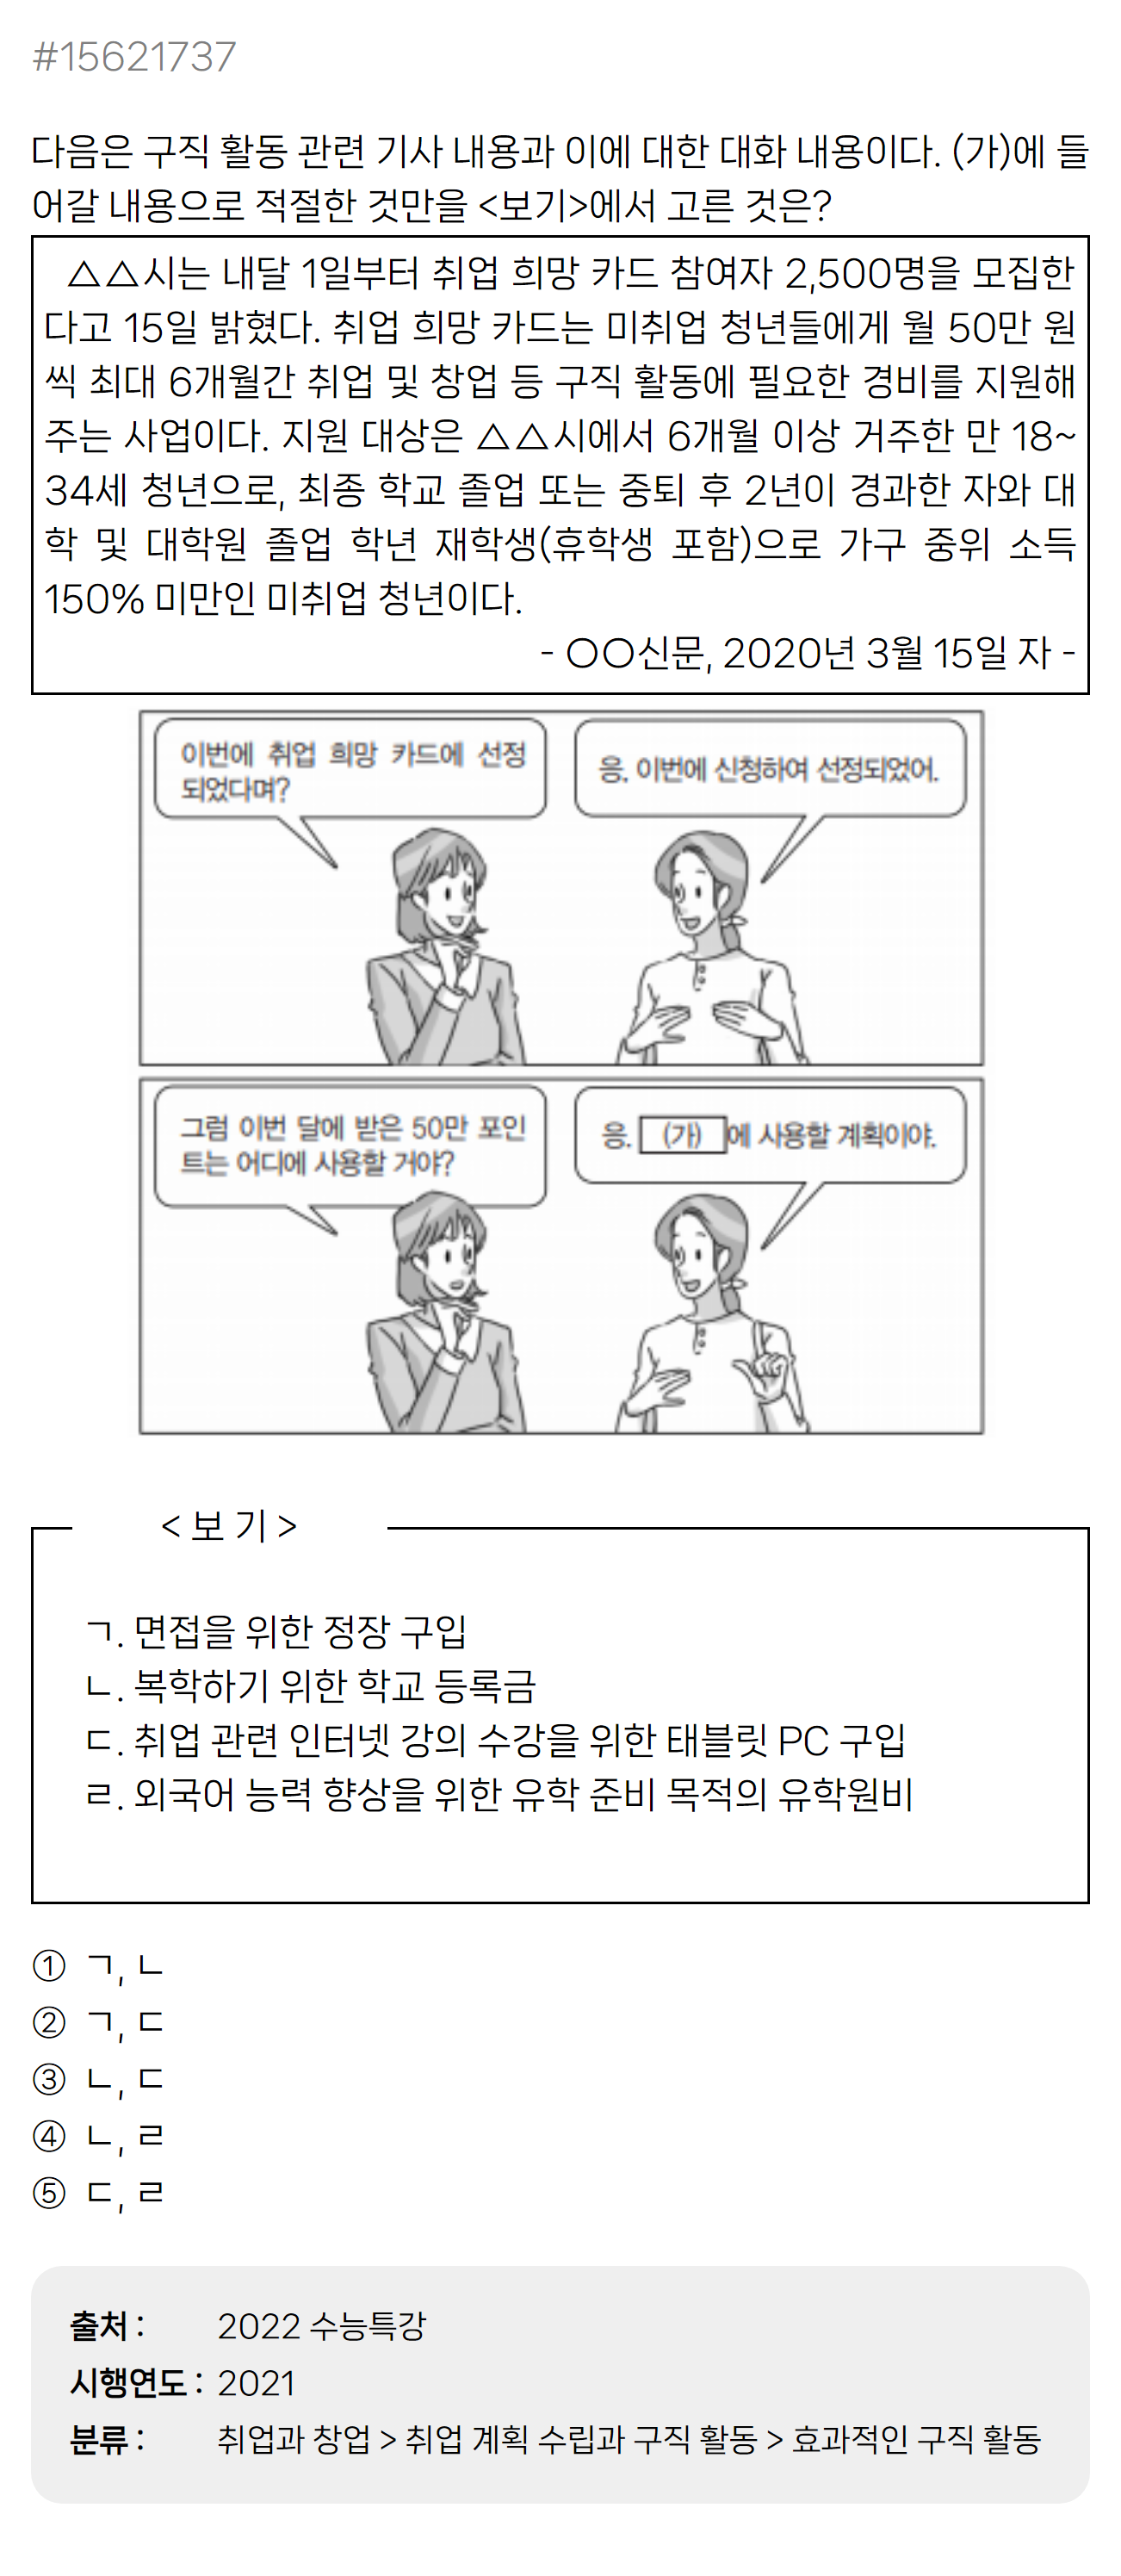 #15621737
다음은 구직 활동 관련 기사 내용과 이에 대한 대화 내용이다. (가)에 들
어갈 내용으로 적절한 것만을 <보기>에서 고른 것은?
△△시는 내달 1일부터 취업 희망 카드 참여자 2,500명을 모집한
다고 15일 밝혔다. 취업 희망 카드는 미취업 청년들에게 월 50만 원
씩 최대 6개월간 취업 및 창업 등 구직 활동에 필요한 경비를 지원해
주는 사업이다. 지원 대상은 △△시에서 6개월 이상 거주한 만 18~
34세 청년으로, 최종 학교 졸업 또는 중퇴 후 2년이 경과한 자와 대
학 및 대학원 졸업 학년 재학생(휴학생 포함)으로 가구 중위 소득
150% 미만인 미취업 청년이다.
- ○○신문, 2020년 3월 15일 자 -
이번에 취업 희망 카드에 선정
되었다며?
응. 이번에 신청하여 선정되었어.
그럼 이번 달에 받은 50만 포인
트는 어디에 사용할 거야?
응. (가) 에 사용할 계획이야.
< 보 기 >
ㄱ. 면접을 위한 정장 구입
ㄴ. 복학하기 위한 학교 등록금
ㄷ. 취업 관련 인터넷 강의 수강을 위한 태블릿 PC 구입
ㄹ. 외국어 능력 향상을 위한 유학 준비 목적의 유학원비
① ㄱ, ㄴ
② ㄱ, ㄷ
③ ㄴ, ㄷ
④ ㄴ, ㄹ
⑤ ㄷ, ㄹ
출처 : 2022 수능특강
시행연도 : 2021
분류 : 취업과 창업 > 취업 계획 수립과 구직 활동 > 효과적인 구직 활동